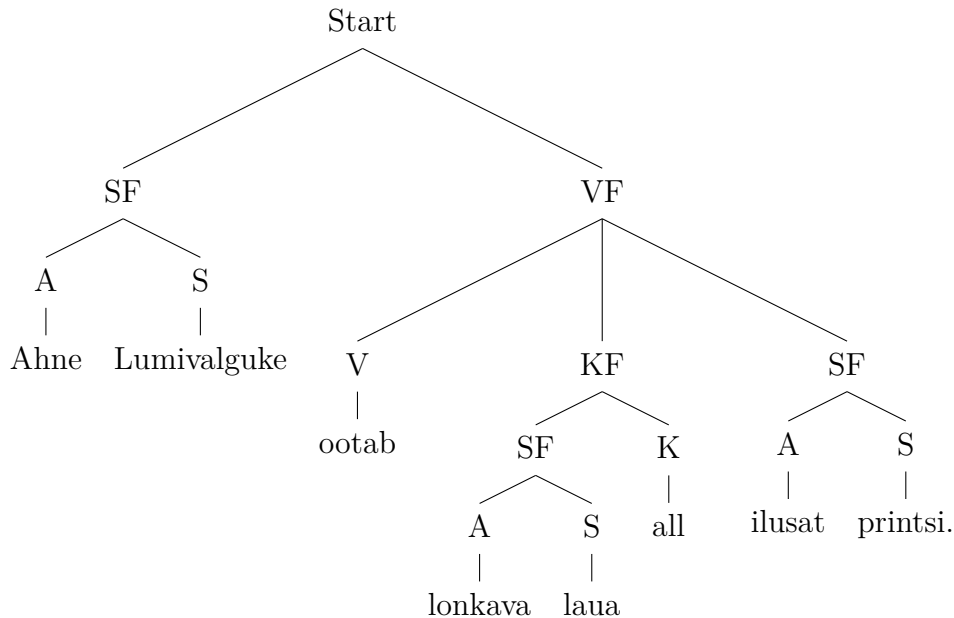 Start
SF VF
A S
Ahne Lumivalguke
V KF SF
ootab
SF K A S
all ilusat printsi.
A S
lonkava laua